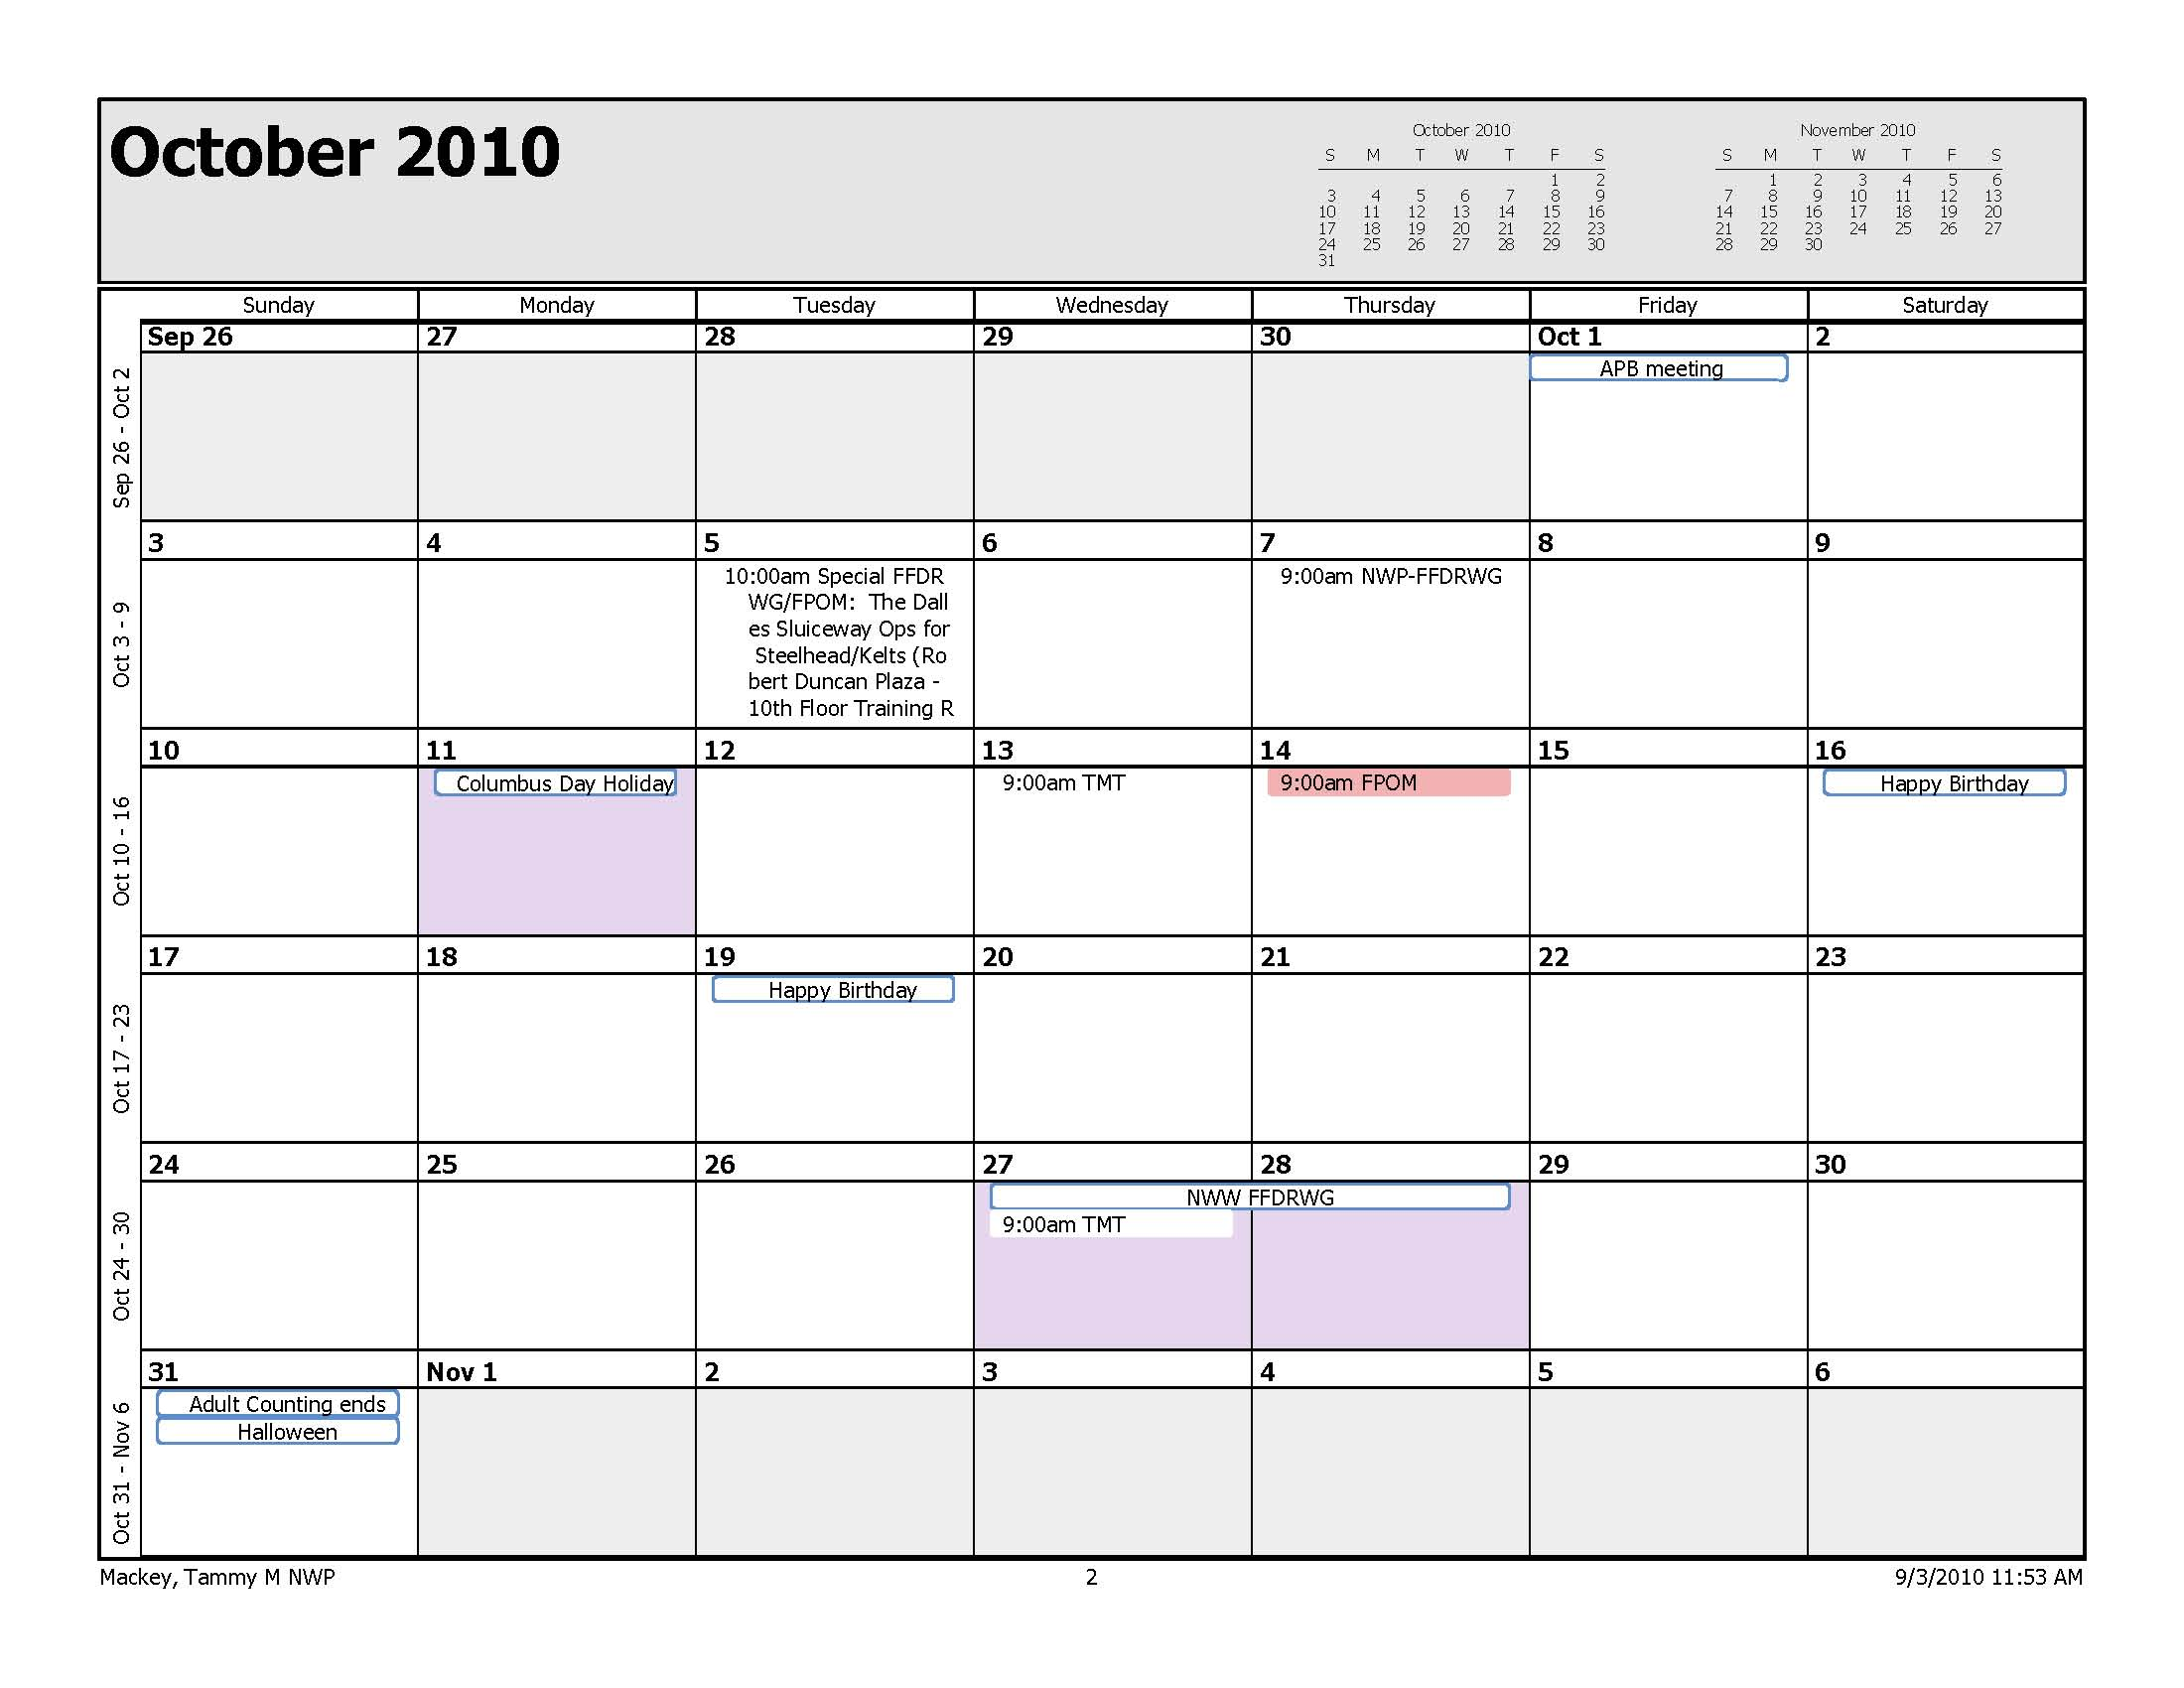 October 2010
October 2010
S M T W T F S
1 2
3 4 5 6 7 8 9
10 11 12 13 14 15 16
17 18 19 20 21 22 23
24 25 26 27 28 29 30
31
November 2010
S M T W T F S
1 2 3 4 5 6
7 8 9 10 11 12 13
14 15 16 17 18 19 20
21 22 23 24 25 26 27
28 29 30
Sunday Monday Tuesday Wednesday Thursday Friday Saturday
Sep 26 - Oct 2
Sep 26 27 28 29 30 Oct 1 2
APB meeting
Oct 3 - 9
3 4 5 6 7 8 9
10:00am Special FFDR
WG/FPOM: The Dall
es Sluiceway Ops for
Steelhead/Kelts (Ro
bert Duncan Plaza -
10th Floor Training R
9:00am NWP-FFDRWG
Oct 10 - 16
10 11 12 13 14 15 16
Columbus Day Holiday
9:00am TMT
9:00am FPOM
Happy Birthday
Oct 17 - 23
17 18 19 20 21 22 23
Happy Birthday
Oct 24 - 30
24 25 26 27 28 29 30
NWW FFDRWG
9:00am TMT
Oct 31 - Nov 6
31 Nov 1 2 3 4 5 6
Adult Counting ends
Halloween
Mackey, Tammy M NWP 2 9/3/2010 11:53 AM